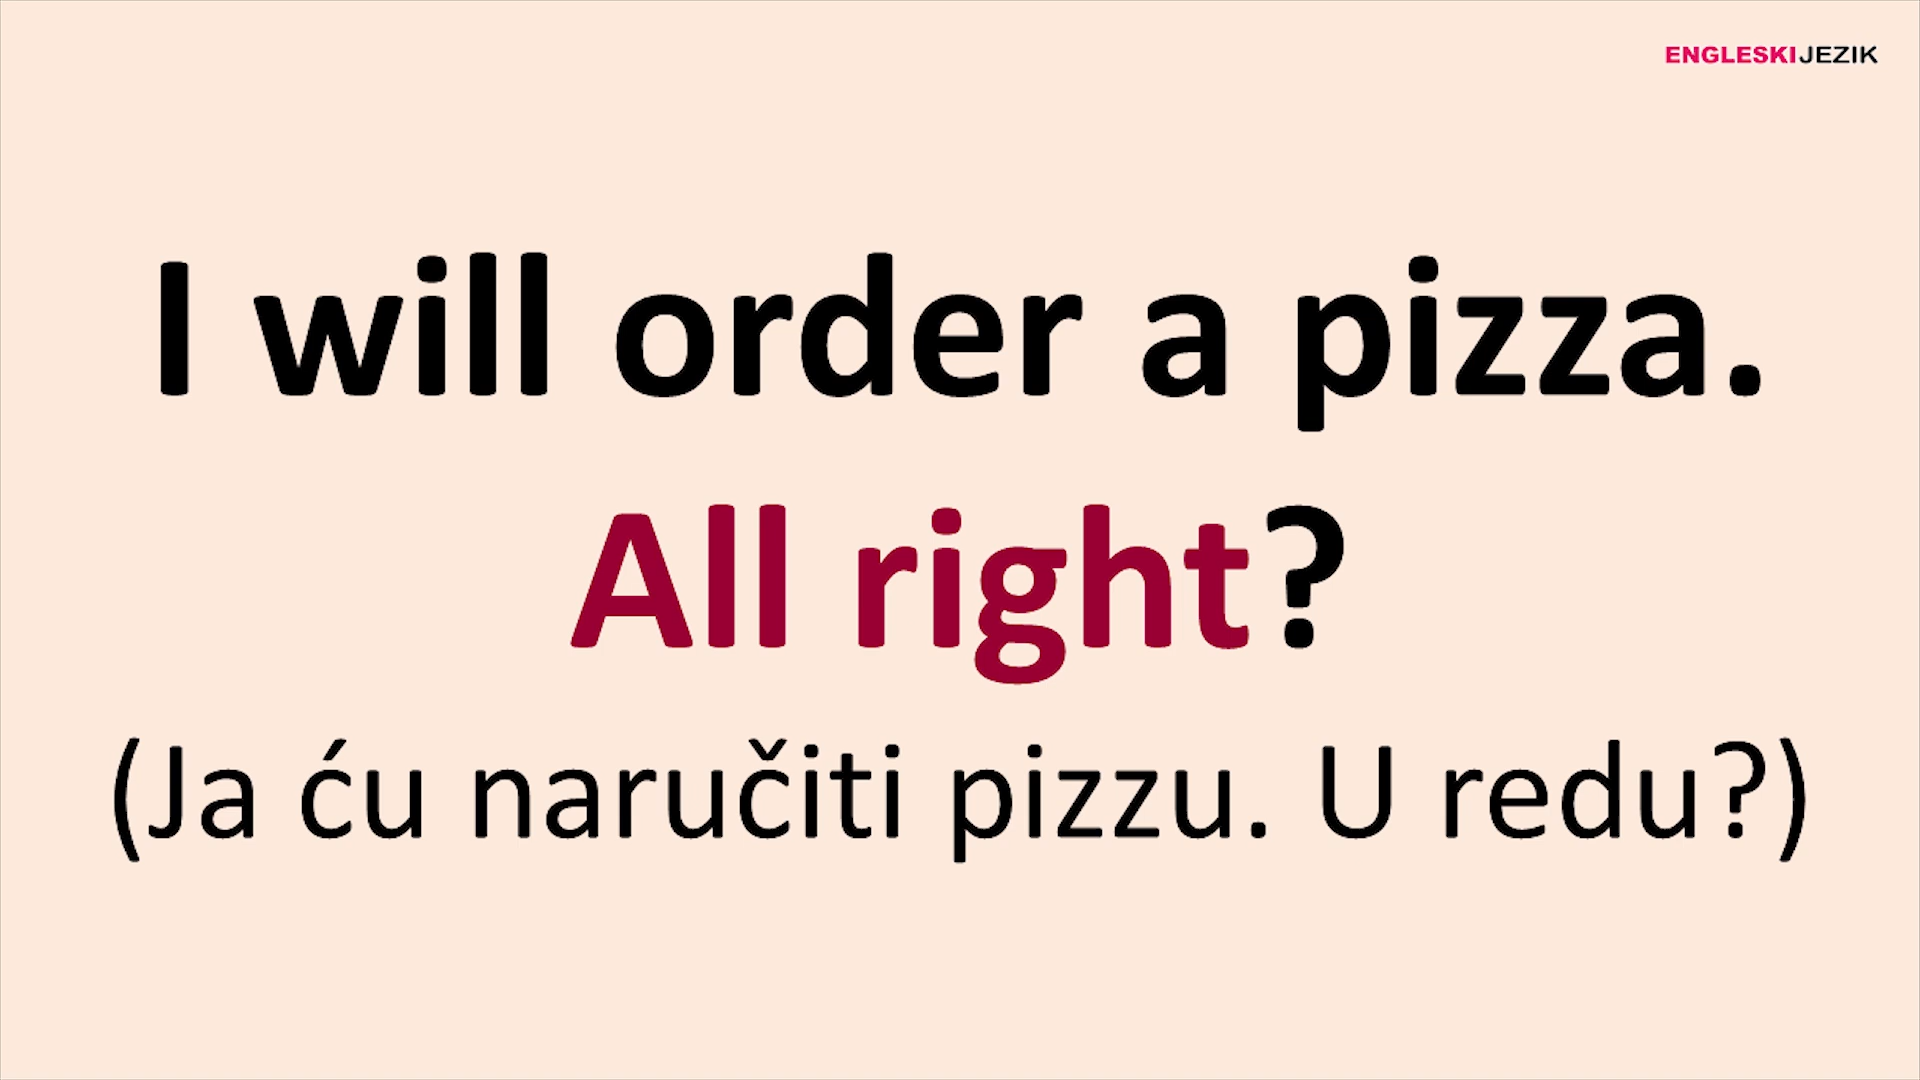 ENGLESKIJEZIK
I will order a pizza.
All right?
(Ja ću naručiti pizzu. U redu?)